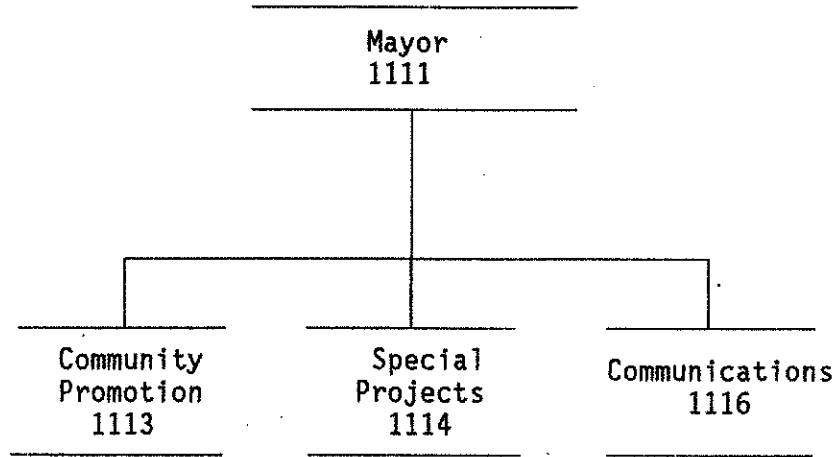 Mayor
1111
Community
Promotion
1113
Special
Projects
1114
Communications
1116